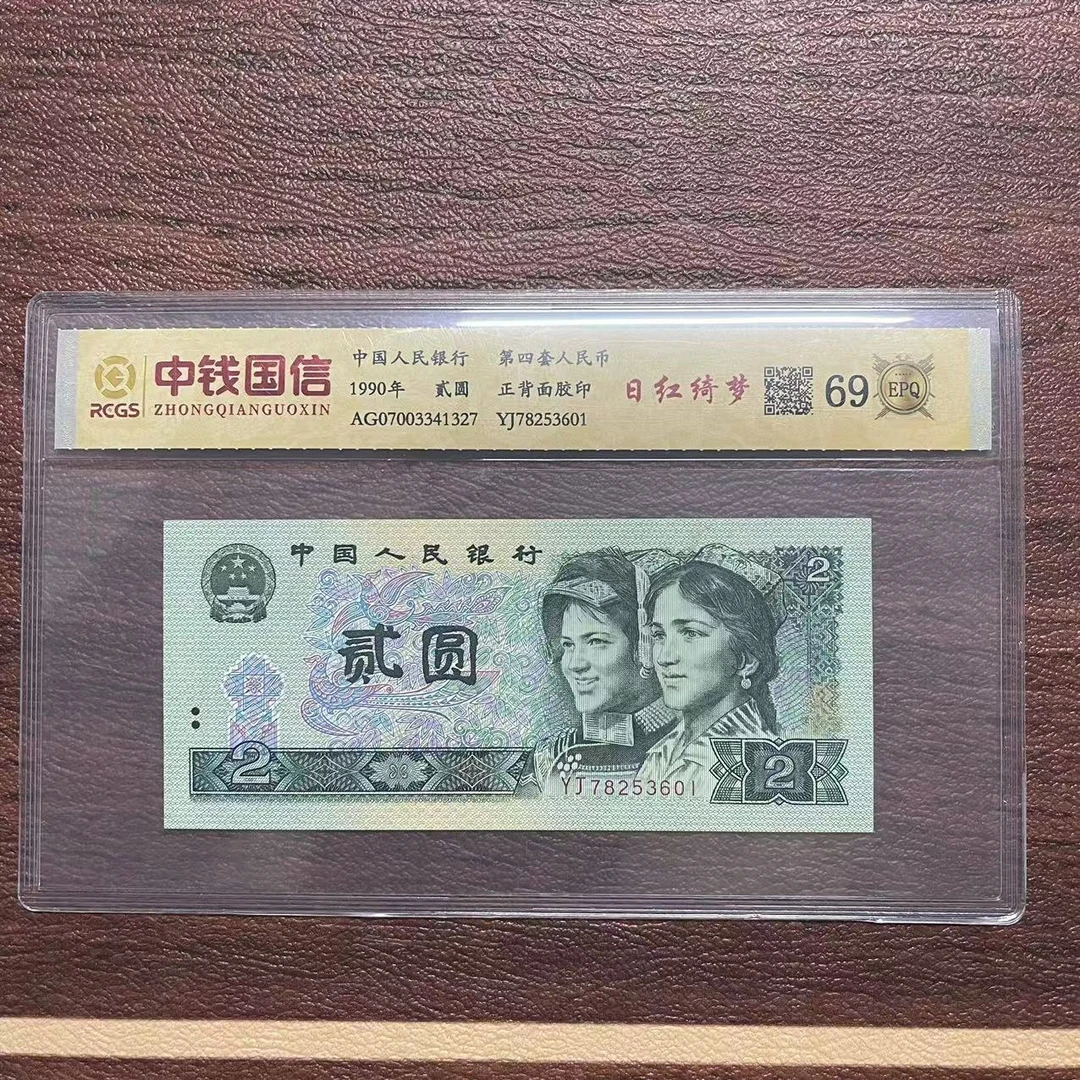 RCGS
中钱国信
ZHONGQIANGUOXIN
中国人民银行 第四套人民币
1990年 贰圆 正背面胶印
AG07003341327 YJ78253601
日红绮梦
69
EPQ
中国人民银行
2
贰圆
2
YJ78253601
2